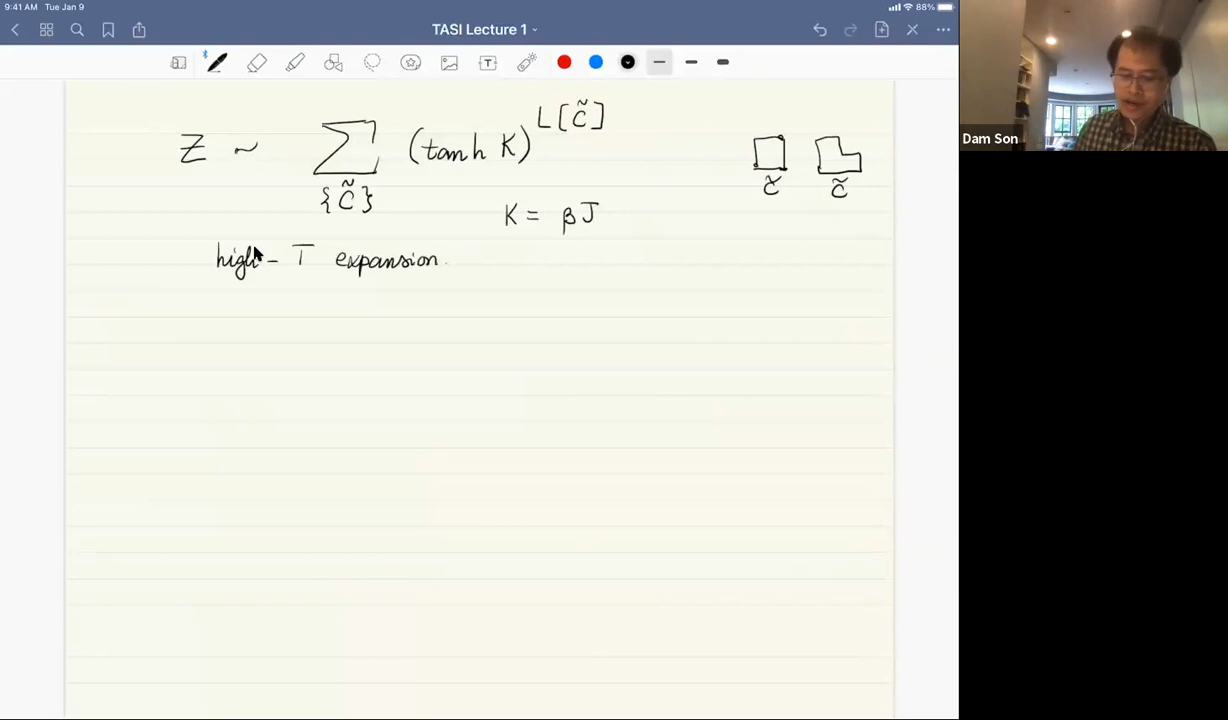 9:41 AM Tue Jan 9
88%
TASI Lecture 1
T
Z ~ Σ (tanh K)^{L[C̃]}
{C̃}
C̃ C̃
K = βJ
high - T expansion
Dam Son